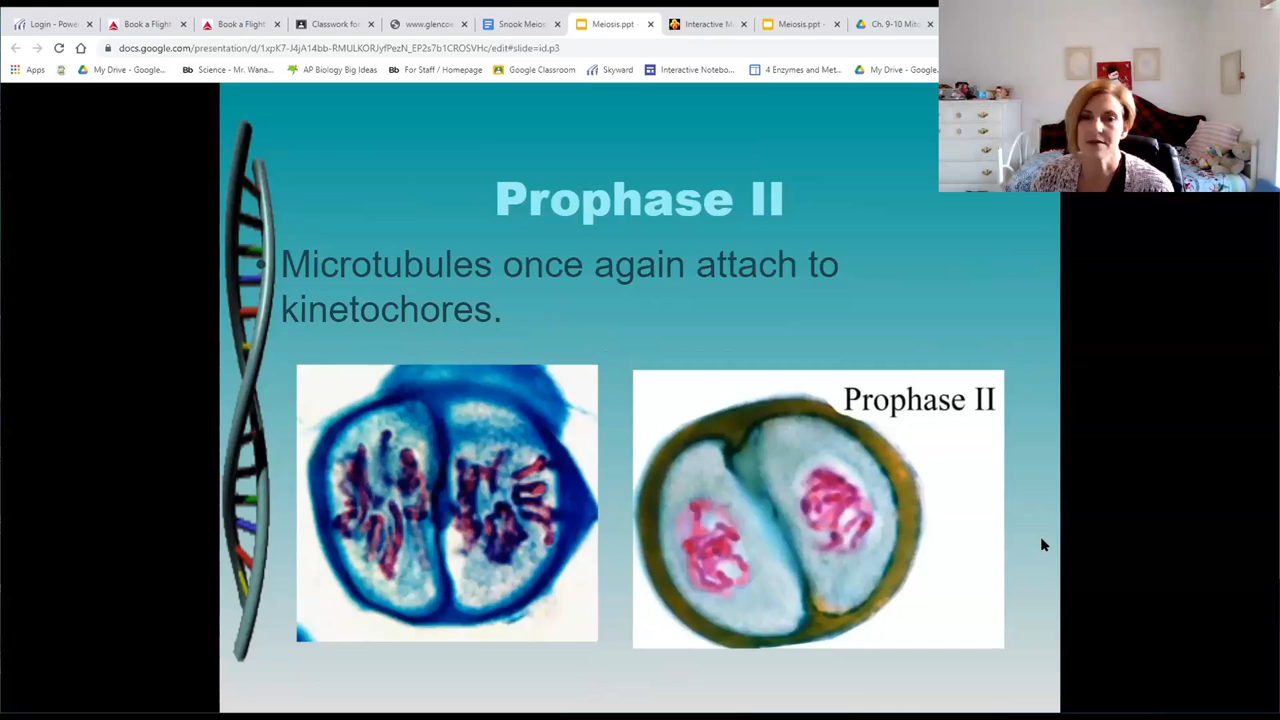 Login - Powe
Book a Flight
Book a Flight
Classwork for
www.glencoe
Snook Meios
Meiosis.ppt -
Interactive M
Meiosis.ppt -
Ch. 9-10 Mito
docs.google.com/presentation/d/1xpK7-J4jA14bb-RMULKORJyfPezN_EP2s7b1CROSVHc/edit#slide=id.p3
Apps
My Drive - Google...
Bb Science - Mr. Wana...
AP Biology Big Ideas
Bb For Staff / Homepage
Google Classroom
Skyward
Interactive Notebo...
4 Enzymes and Met...
My Drive - Google...
Prophase II
• Microtubules once again attach to
kinetochores.
Prophase II